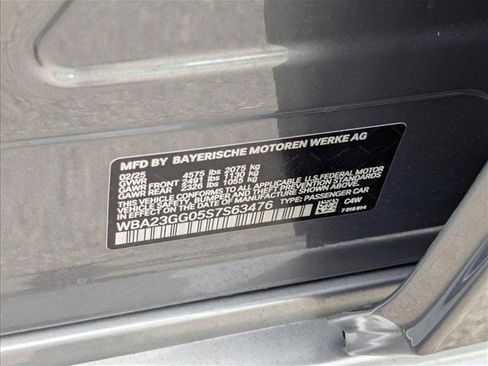 MFD BY BAYERISCHE MOTOREN WERKE AG
02/25
GVWR 4575 lbs 2075 kg
GAWR FRONT 2491 lbs 1130 kg
GAWR REAR 2326 lbs 1055 kg
THIS VEHICLE CONFORMS TO ALL APPLICABLE U.S. FEDERAL MOTOR
VEHICLE SAFETY, BUMPER, AND THEFT PREVENTION STANDARDS
IN EFFECT ON THE DATE OF MANUFACTURE SHOWN ABOVE.
WBA23GG05S7S63476 TYPE: PASSENGER CAR
C4W